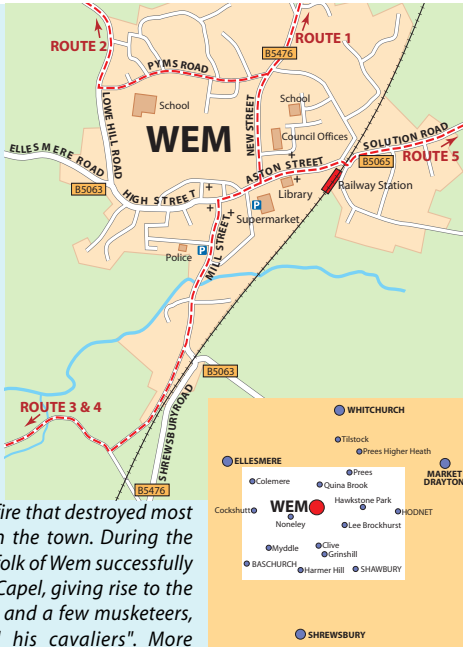 ROUTE 2
ROUTE 1
B5476
PYMS ROAD
School
LOWE HILL ROAD
WEM
NEW STREET
School
Council Offices
SOLUTION ROAD
ROUTE 5
B5065
ELLESMERE ROAD
B5063
ASTON STREET
Railway Station
HIGH STREET
Library
P
Supermarket
Police
P
MILL STREET
B5063
ROUTE 3 & 4
SHREWSBURY ROAD
B5476
fire that destroyed most
n the town. During the
folk of Wem successfully
Capel, giving rise to the
and a few musketeers,
his cavaliers". More
WHITCHURCH
Tilstock
Prees Higher Heath
ELLESMERE
MARKET
DRAYTON
Prees
Colemere
Quina Brook
Hawkstone Park
Cockshutt
WEM
HODNET
Noneley
Lee Brockhurst
Myddle
Clive
Grinshill
BASCHURCH
Harmer Hill
SHAWBURY
SHREWSBURY